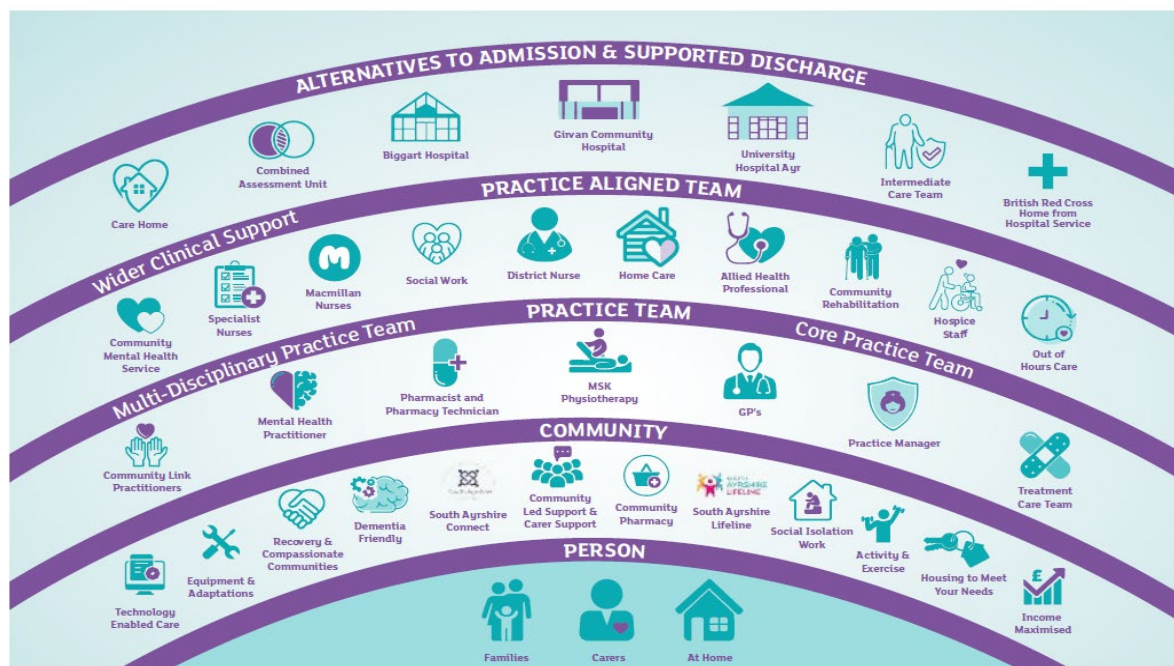 ALTERNATIVES TO ADMISSION & SUPPORTED DISCHARGE
Care Home
Combined
Assessment Unit
Biggart Hospital
Girvan Community
Hospital
University
Hospital Ayr
Intermediate
Care Team
British Red Cross
Home from
Hospital Service
Wider Clinical Support
PRACTICE ALIGNED TEAM
Community
Mental Health
Service
Specialist
Nurses
M
Macmillan
Nurses
Social Work
District Nurse
Home Care
Allied Health
Professional
Community
Rehabilitation
Hospice
Staff
Out of
Hours Care
Multi-Disciplinary Practice Team
PRACTICE TEAM
Core Practice Team
Community Link
Practitioners
Mental Health
Practitioner
Pharmacist and
Pharmacy Technician
MSK
Physiotherapy
GP's
Practice Manager
Treatment
Care Team
COMMUNITY
Technology
Enabled Care
Equipment &
Adaptations
Recovery &
Compassionate
Communities
Dementia
Friendly
South Ayrshire
Connect
Community
Led Support &
Carer Support
Community
Pharmacy
AYRSHIRE
LIFELINE
South Ayrshire
Lifeline
Social Isolation
Work
Activity &
Exercise
Housing to Meet
Your Needs
£
Income
Maximised
PERSON
Families
Carers
At Home